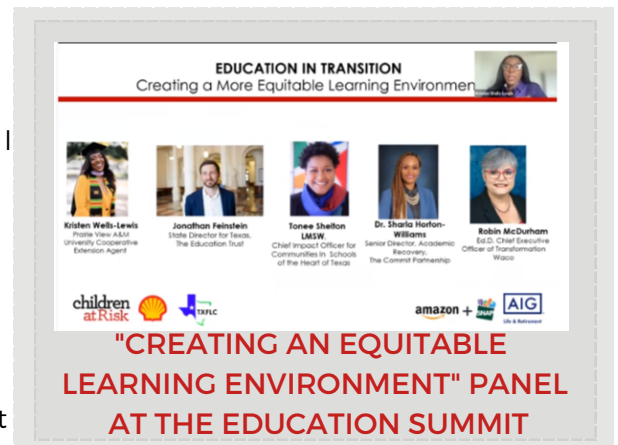 EDUCATION IN TRANSITION
Creating a More Equitable Learning Environmen
l
Kristen Wells-Lewis
Prairie View A&M
University Cooperative
Extension Agent
Jonathan Feinstein
State Director for Texas,
The Education Trust
Tonee Shelton
LMSW,
Chief Impact Officer for
Communities In Schools
of the Heart of Texas
Dr. Sharla Horton-
Williams
Senior Director, Academic
Recovery,
The Commit Partnership
Robin McDurham
Ed.D. Chief Executive
Officer of Transformation
Waco
children
at Risk
TXFLC
amazon +
SNAP
AIG
Life & Retirement
"CREATING AN EQUITABLE
LEARNING ENVIRONMENT" PANEL
t
AT THE EDUCATION SUMMIT